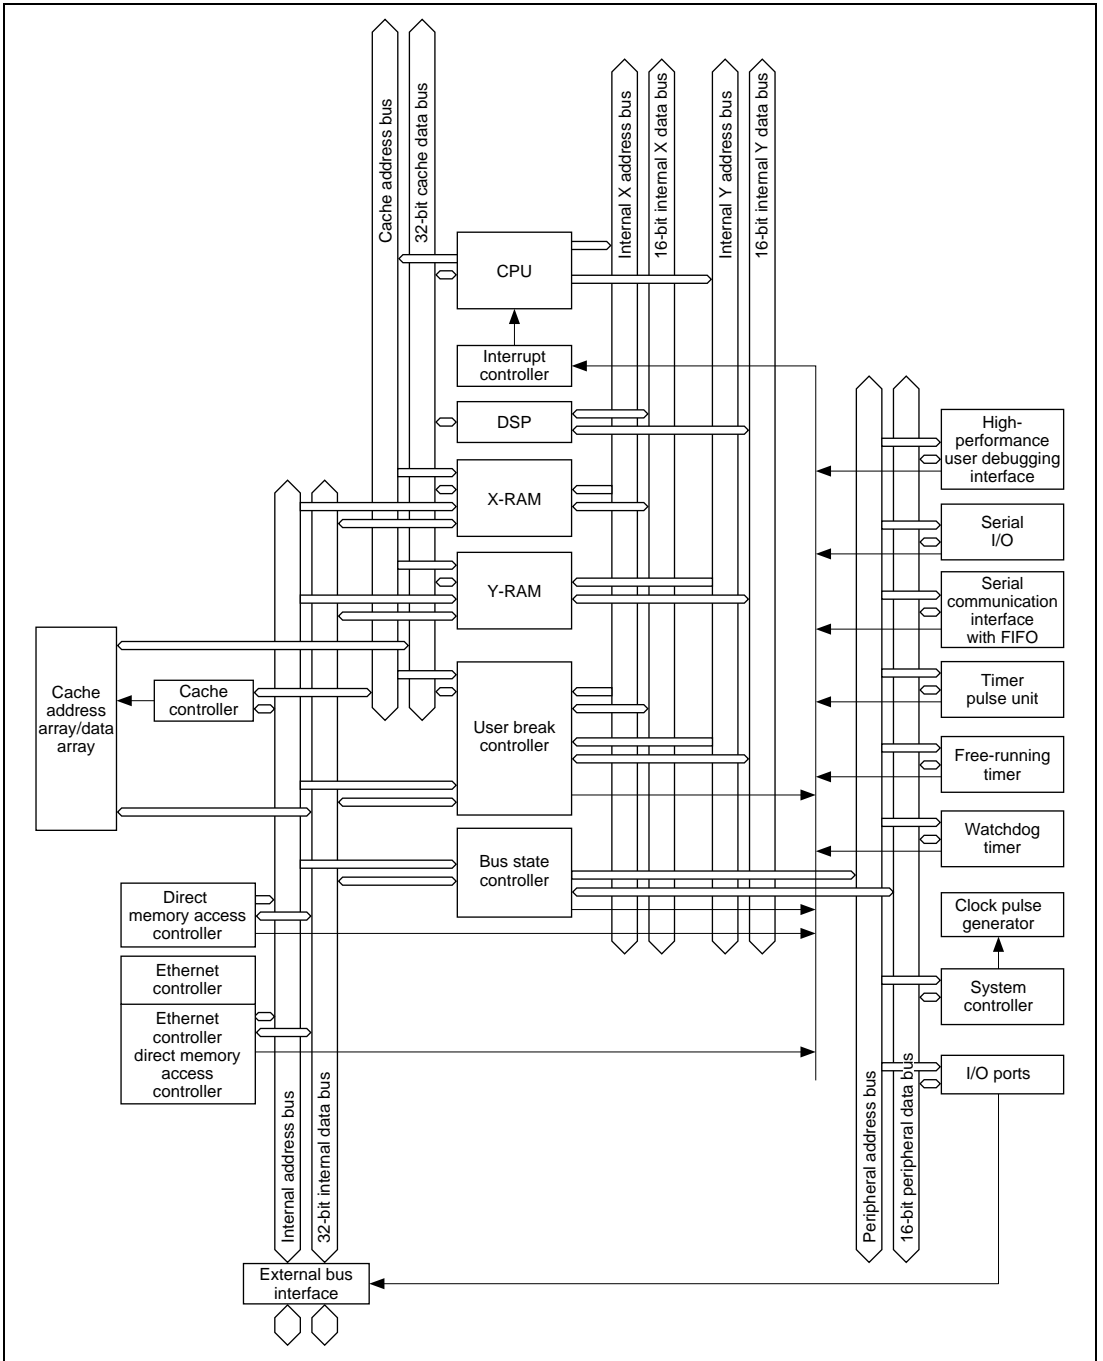 Cache address bus
32-bit cache data bus
Internal X address bus
16-bit internal X data bus
Internal Y address bus
16-bit internal Y data bus
CPU
Interrupt
controller
DSP
X-RAM
Y-RAM
High-
performance
user debugging
interface
Serial
I/O
Serial
communication
interface
with FIFO
Cache
address
array/data
array
Cache
controller
User break
controller
Timer
pulse unit
Free-running
timer
Watchdog
timer
Bus state
controller
Direct
memory access
controller
Clock pulse
generator
Ethernet
controller
Ethernet
controller
direct memory
access
controller
System
controller
I/O ports
Internal address bus
32-bit internal data bus
Peripheral address bus
16-bit peripheral data bus
External bus
interface